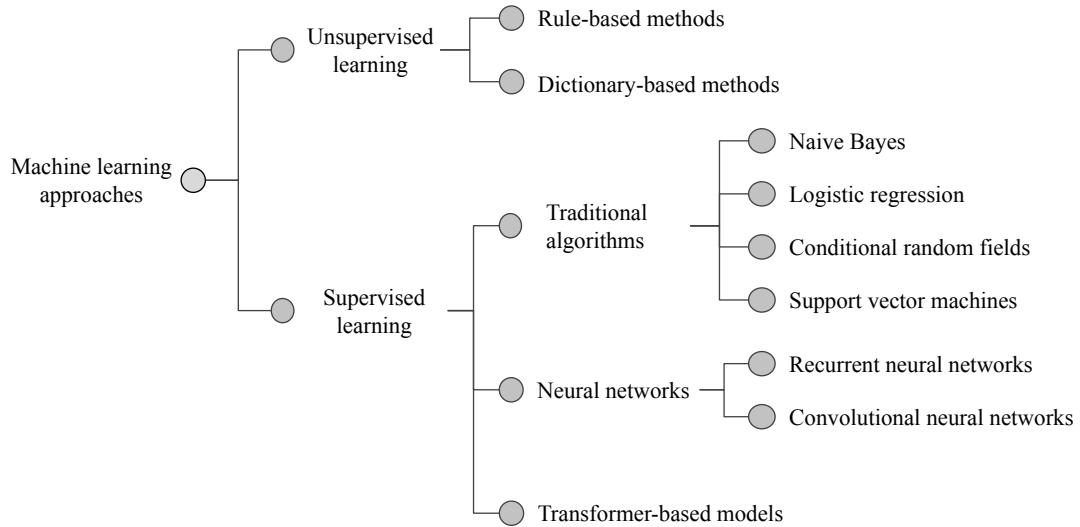 Machine learning
approaches
Unsupervised
learning
Rule-based methods
Dictionary-based methods
Supervised
learning
Traditional
algorithms
Naive Bayes
Logistic regression
Conditional random fields
Support vector machines
Neural networks
Recurrent neural networks
Convolutional neural networks
Transformer-based models